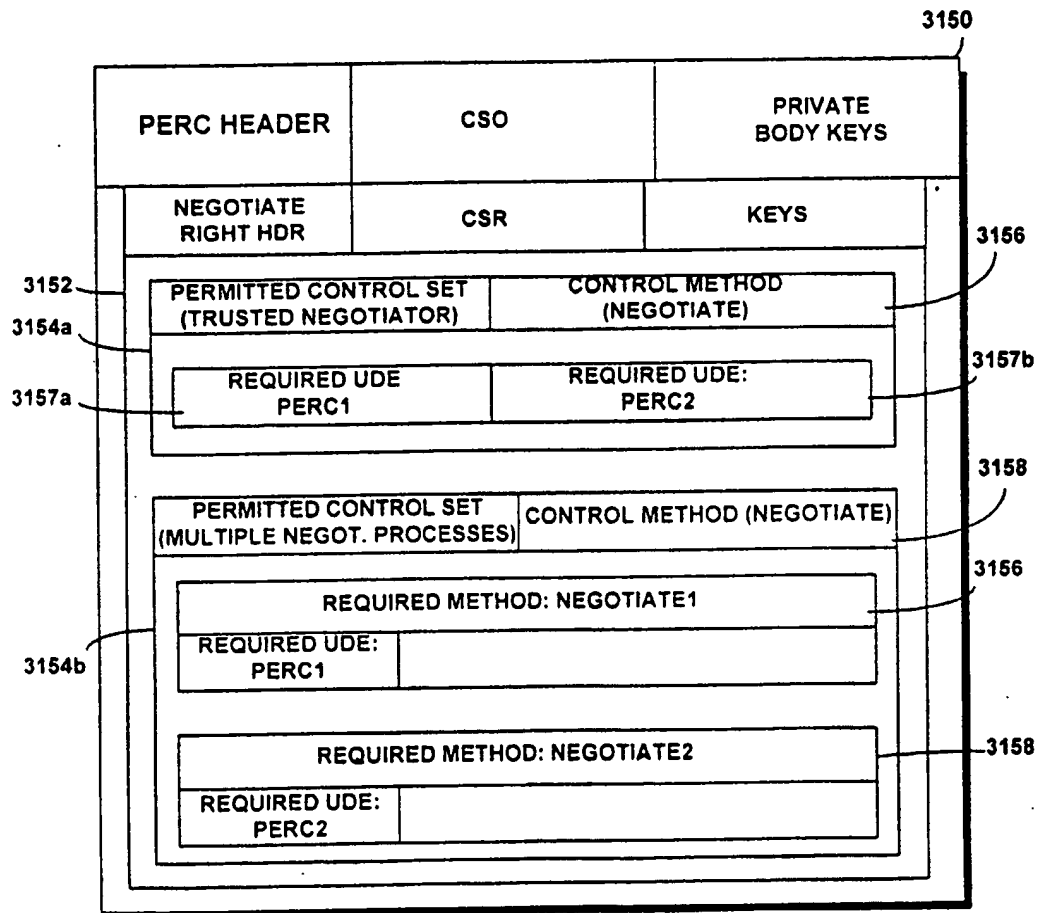 3150
PERC HEADER
CSO
PRIVATE
BODY KEYS
NEGOTIATE
RIGHT HDR
CSR
KEYS
3156
3152
PERMITTED CONTROL SET
(TRUSTED NEGOTIATOR)
CONTROL METHOD
(NEGOTIATE)
3154a
REQUIRED UDE
PERC1
REQUIRED UDE:
PERC2
3157b
3157a
3158
PERMITTED CONTROL SET
(MULTIPLE NEGOT. PROCESSES)
CONTROL METHOD (NEGOTIATE)
3156
REQUIRED METHOD: NEGOTIATE1
REQUIRED UDE:
PERC1
3154b
REQUIRED METHOD: NEGOTIATE2
3158
REQUIRED UDE:
PERC2